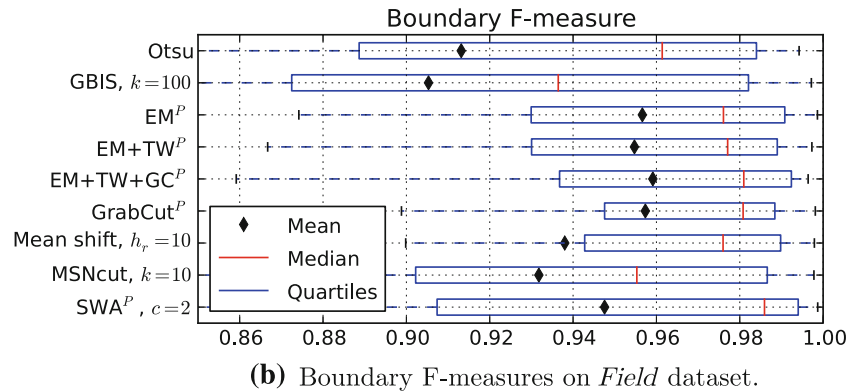 Boundary F-measure
Otsu
GBIS, k=100
EM^P
EM+TW^P
EM+TW+GC^P
GrabCut^P
Mean shift, h_r=10
MSNcut, k=10
SWA^P , c=2
Mean
Median
Quartiles
0.86 0.88 0.90 0.92 0.94 0.96 0.98 1.00
(b) Boundary F-measures on Field dataset.